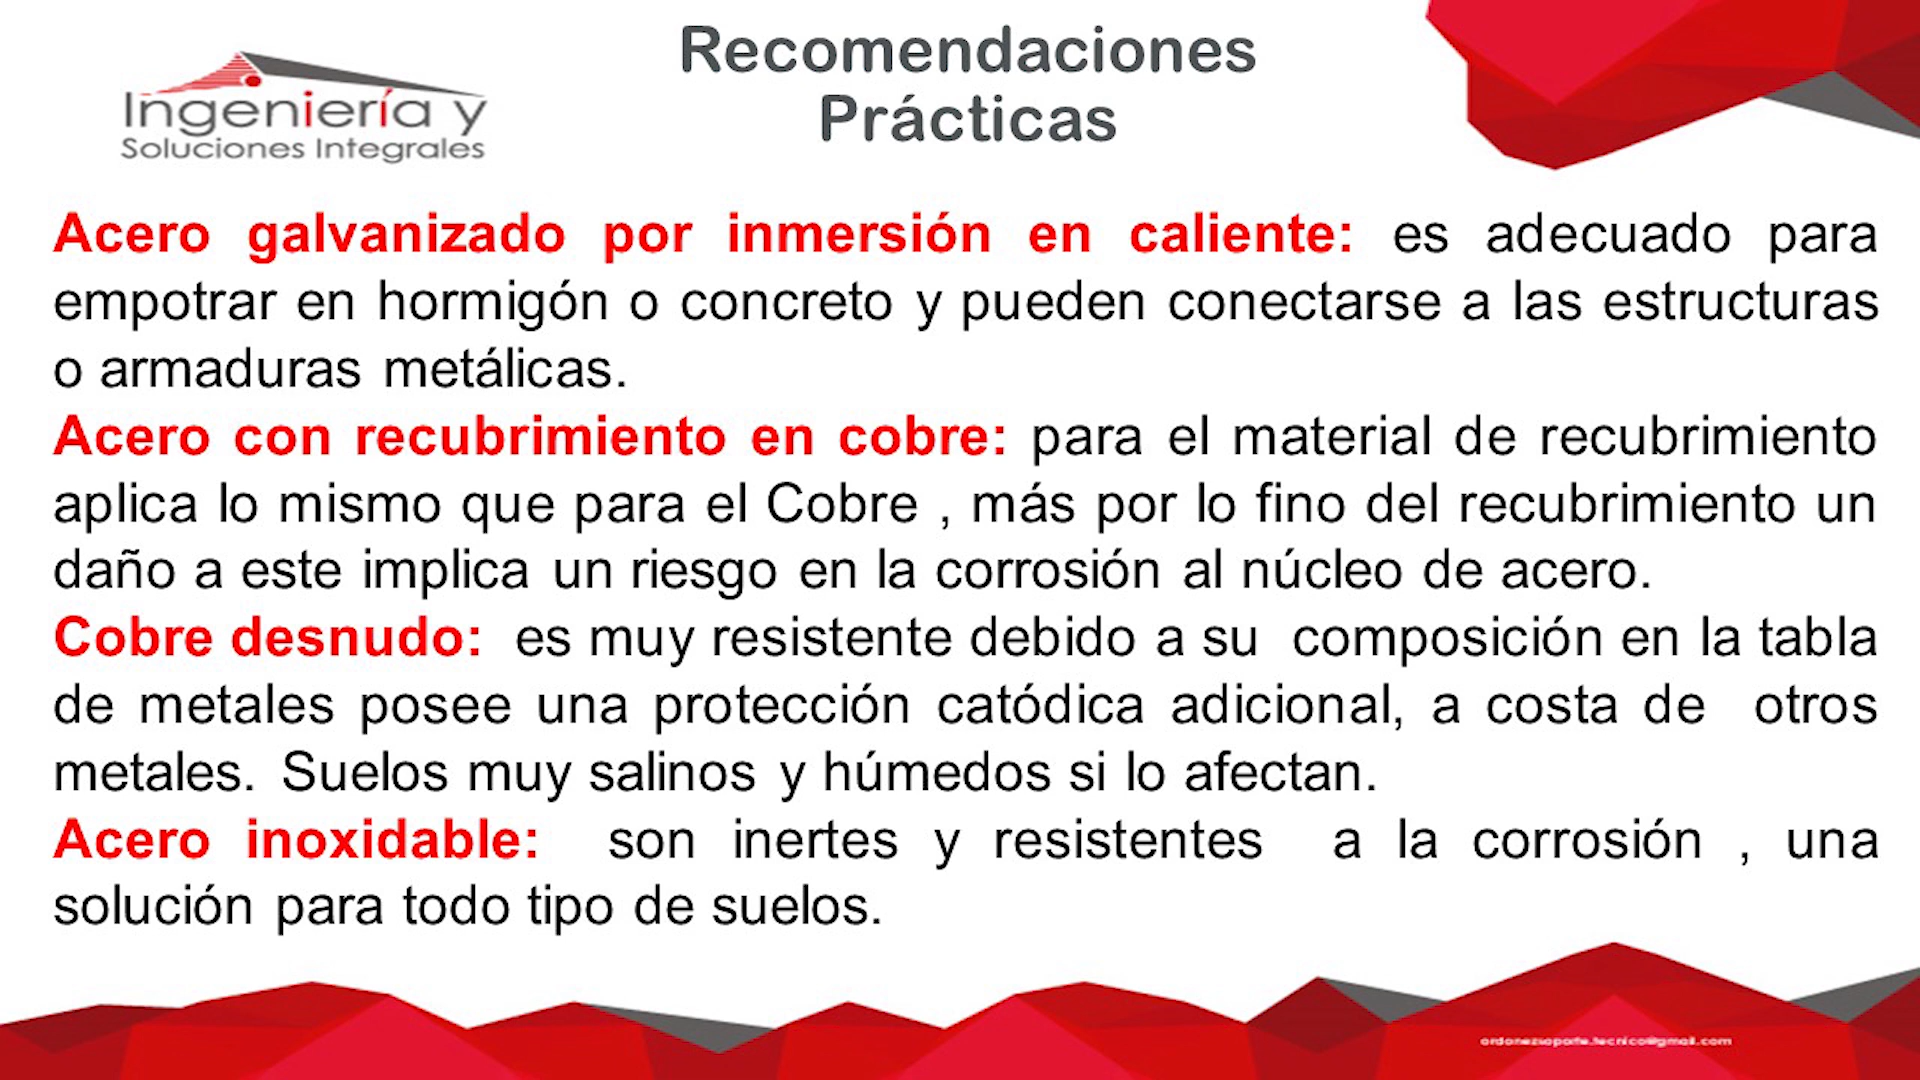 Recomendaciones
Prácticas
Ingeniería y
Soluciones Integrales
Acero galvanizado por inmersión en caliente: es adecuado para
empotrar en hormigón o concreto y pueden conectarse a las estructuras
o armaduras metálicas.
Acero con recubrimiento en cobre: para el material de recubrimiento
aplica lo mismo que para el Cobre , más por lo fino del recubrimiento un
daño a este implica un riesgo en la corrosión al núcleo de acero.
Cobre desnudo: es muy resistente debido a su composición en la tabla
de metales posee una protección catódica adicional, a costa de otros
metales. Suelos muy salinos y húmedos si lo afectan.
Acero inoxidable: son inertes y resistentes a la corrosión , una
solución para todo tipo de suelos.
ordonezsoporte.tecnico@gmail.com